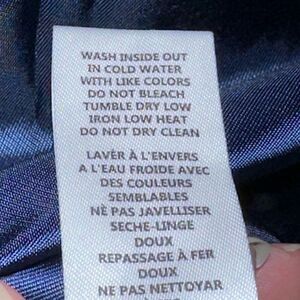 WASH INSIDE OUT
IN COLD WATER
WITH LIKE COLORS
DO NOT BLEACH
TUMBLE DRY LOW
IRON LOW HEAT
DO NOT DRY CLEAN
LAVÈR À L'ENVERS
A L'EAU FROIDE AVEC
DES COULEURS
SEMBLABLES
NÈ PAS JAVELLISER
SECHE-LINGE
DOUX
REPASSAGE À FER
DOUX
NE PAS NETTOYAR